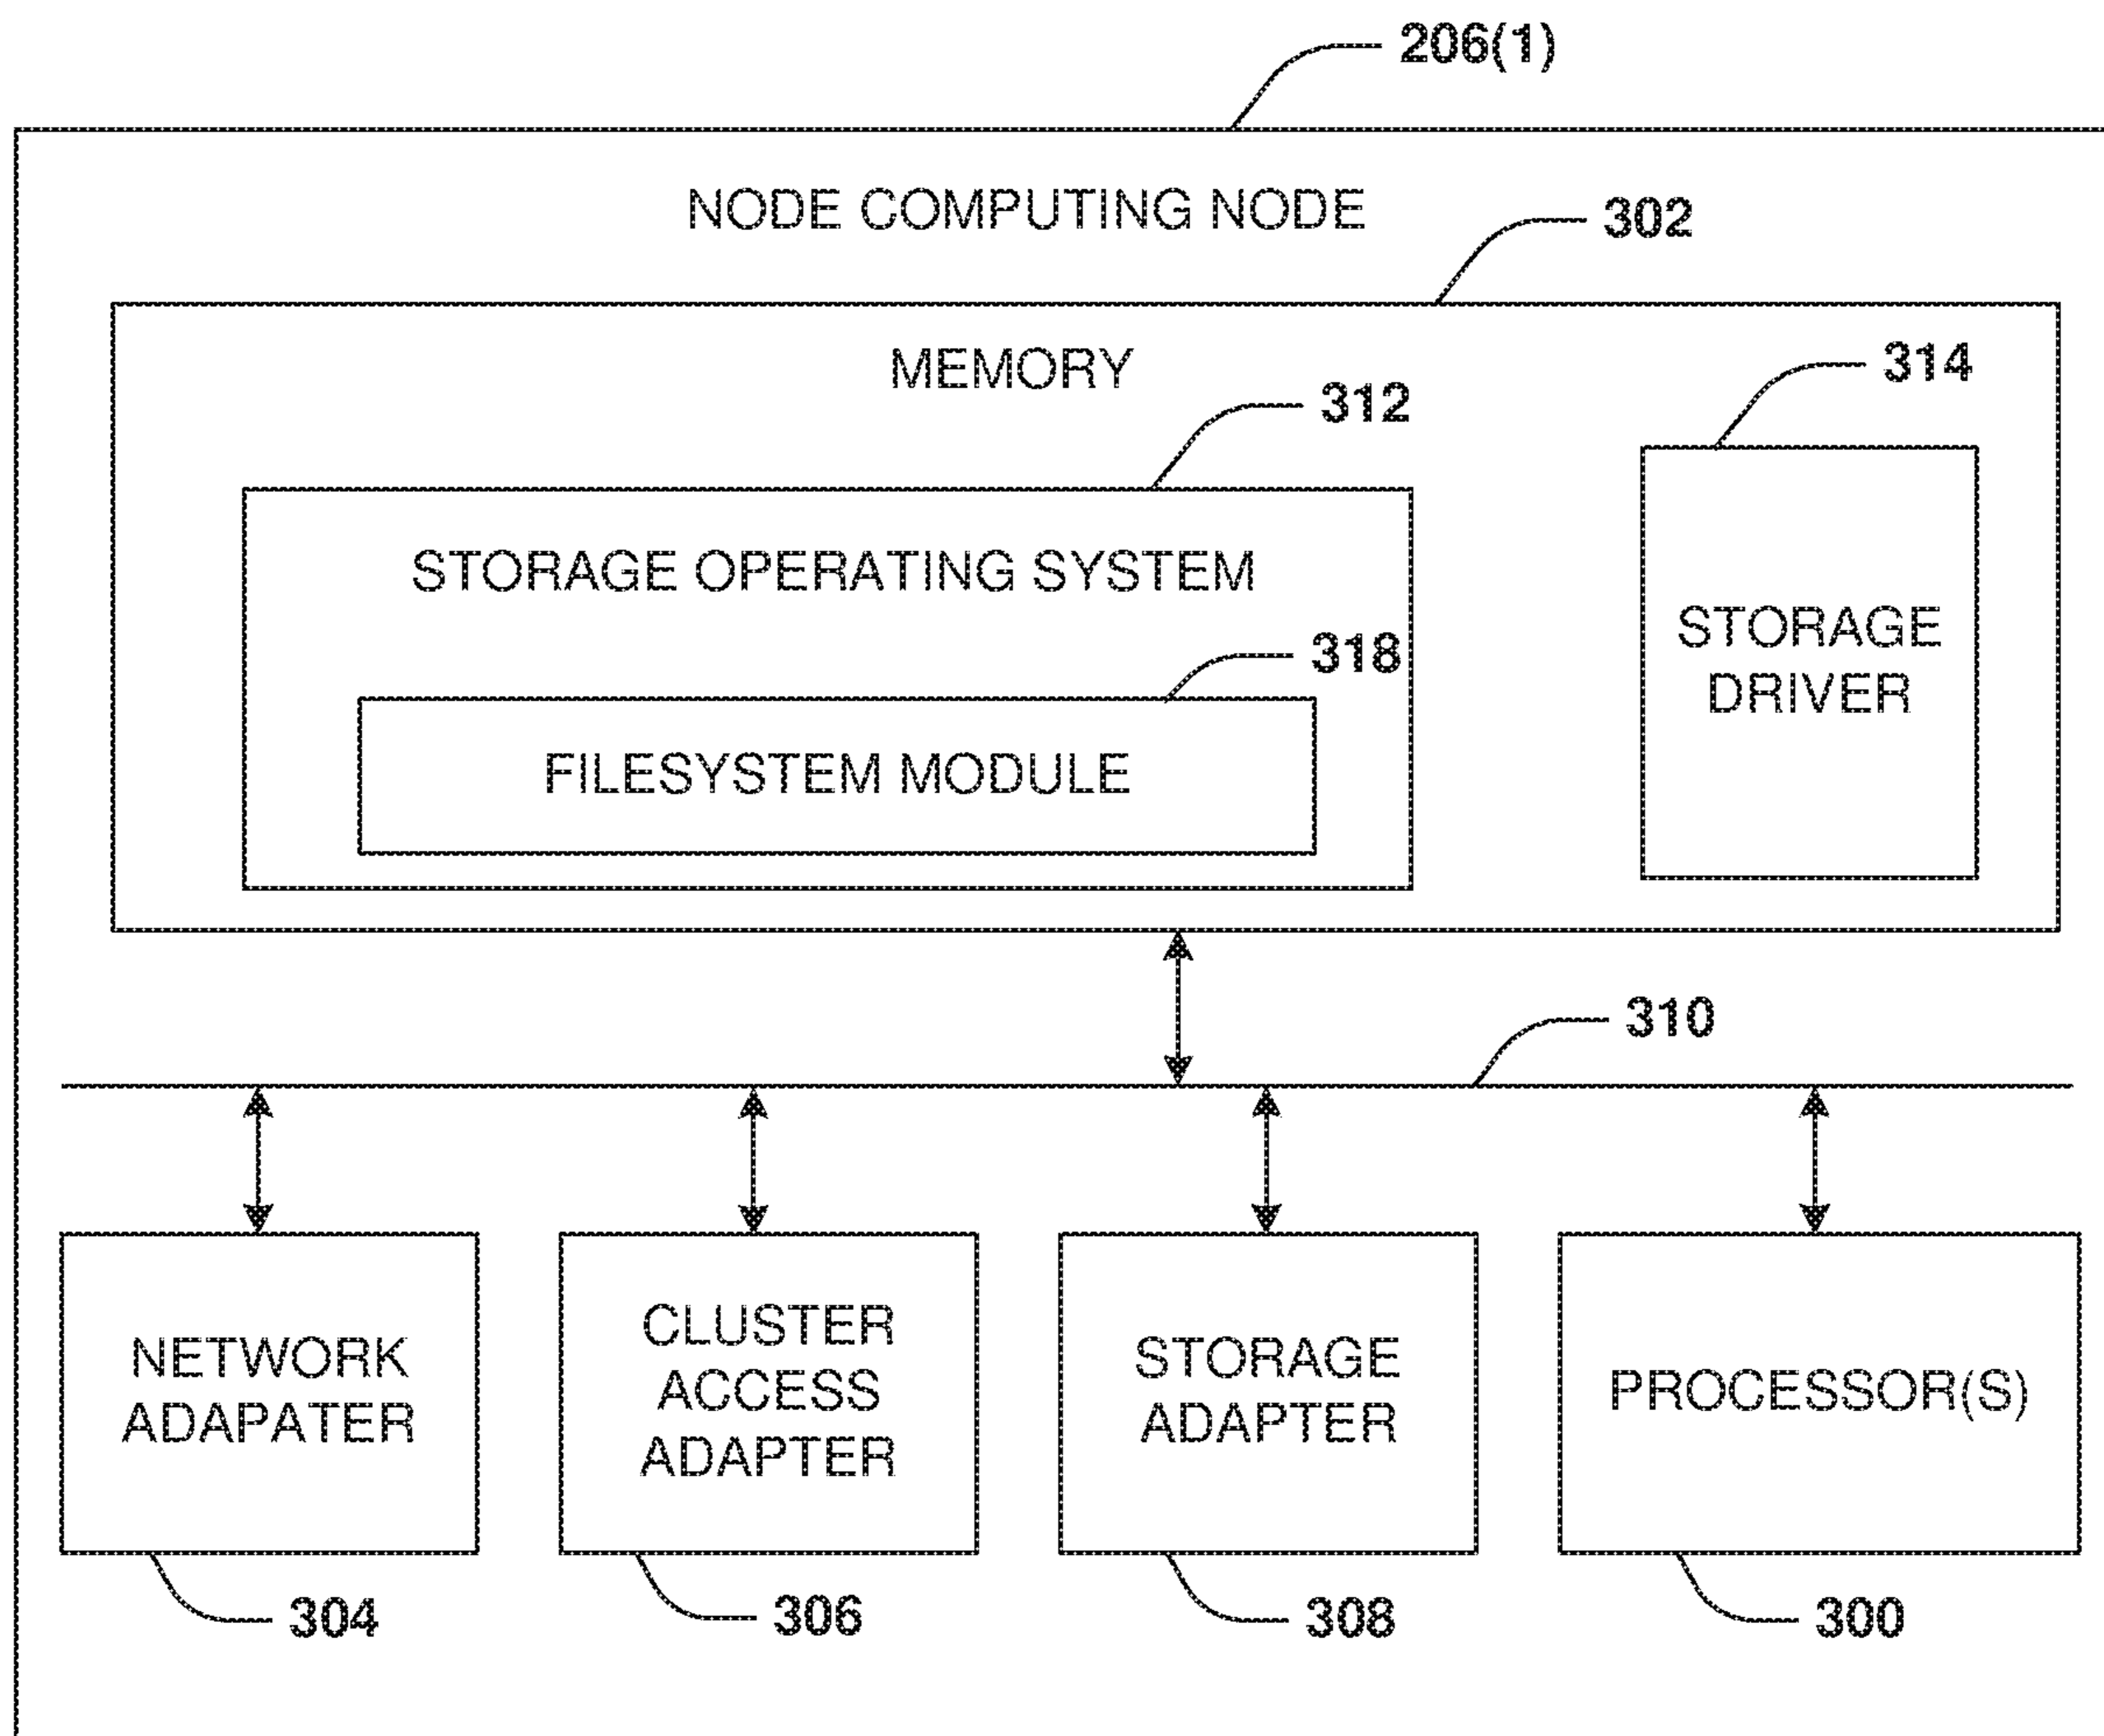 206(1)
NODE COMPUTING NODE
302
MEMORY
314
312
STORAGE OPERATING SYSTEM
STORAGE
DRIVER
318
FILESYSTEM MODULE
310
NETWORK
ADAPATER
CLUSTER
ACCESS
ADAPTER
STORAGE
ADAPTER
PROCESSOR(S)
304
306
308
300